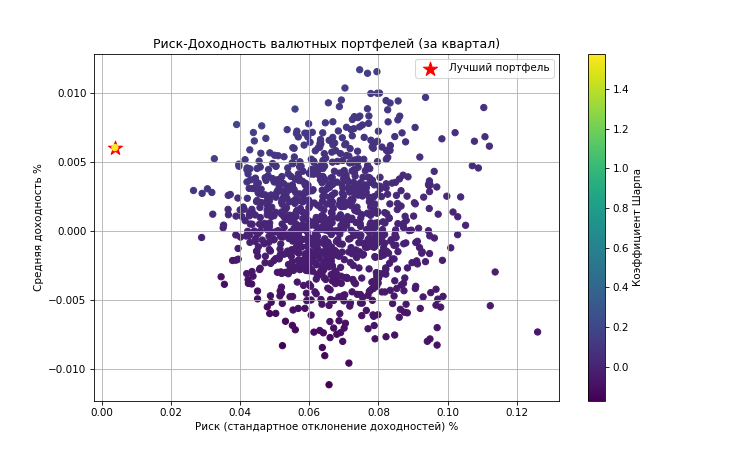 Риск-Доходность валютных портфелей (за квартал)
Лучший портфель
0.010
0.005
0.000
−0.005
−0.010
Средняя доходность %
0.00 0.02 0.04 0.06 0.08 0.10 0.12
Риск (стандартное отклонение доходностей) %
1.4
1.2
1.0
0.8
0.6
0.4
0.2
0.0
Коэффициент Шарпа